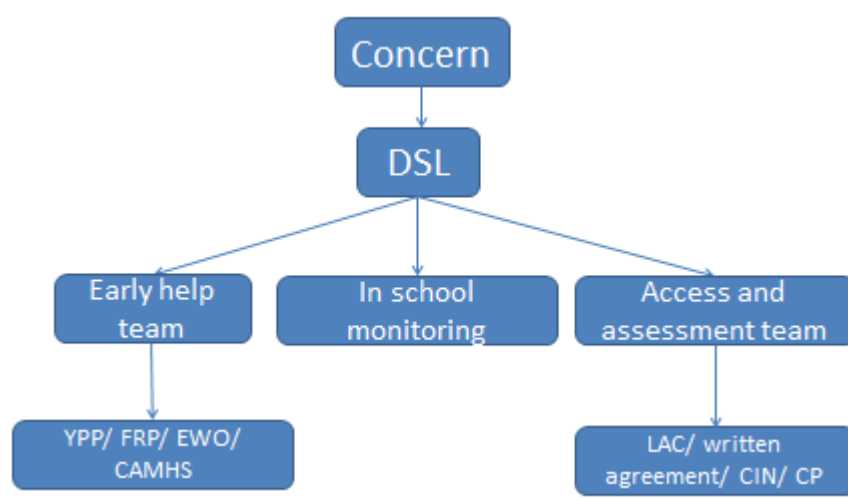 Concern
DSL
Early help
team
In school
monitoring
Access and
assessment team
YPP/ FRP/ EWO/
CAMHS
LAC/ written
agreement/ CIN/ CP